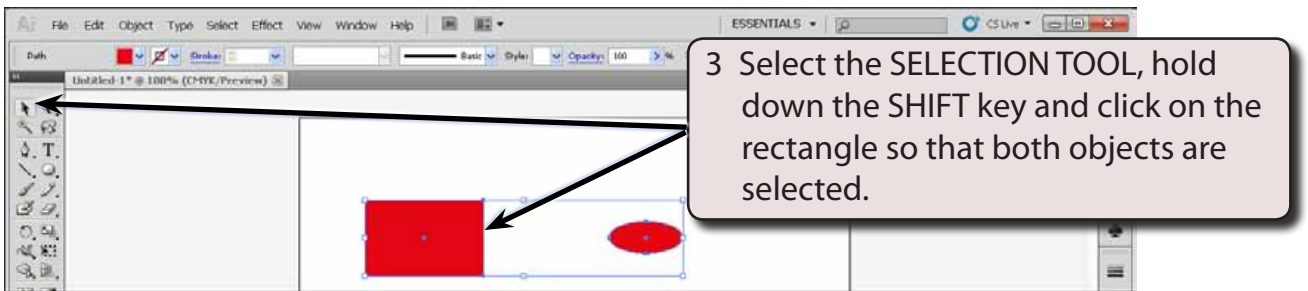 Ai File Edit Object Type Select Effect View Window Help ESSENTIALS CS Live
Path Stroke: Basic Style: Opacity: 100 %
Untitled-1* @ 100% (CMYK/Preview)
3 Select the SELECTION TOOL, hold
down the SHIFT key and click on the
rectangle so that both objects are
selected.